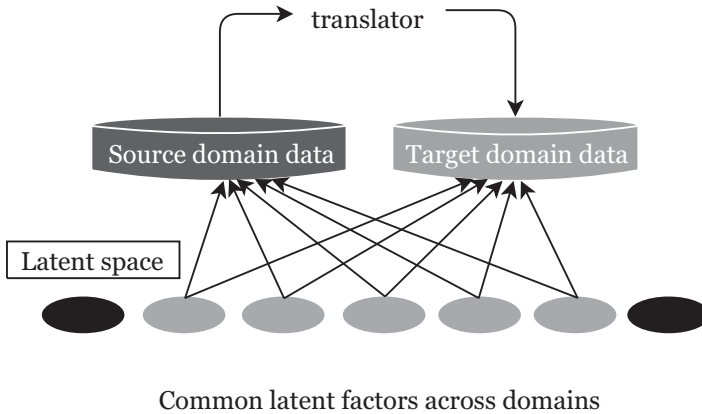 translator
Source domain data
Target domain data
Latent space
Common latent factors across domains